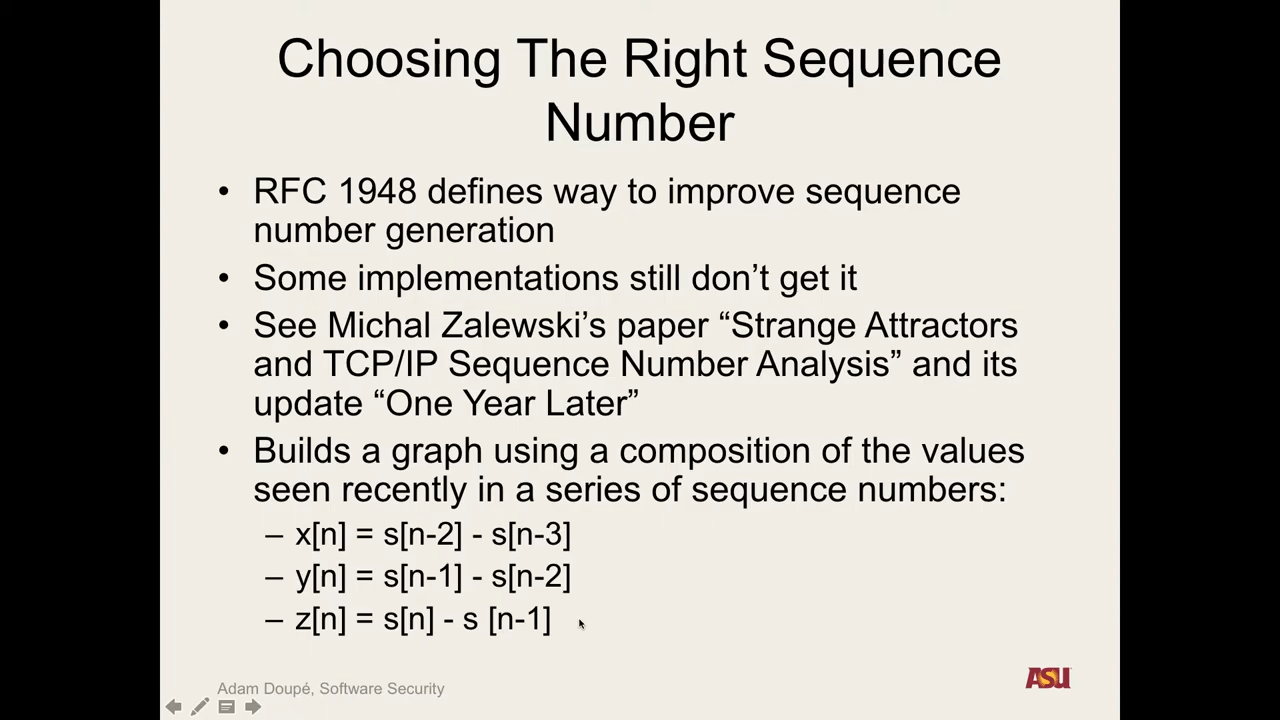 Choosing The Right Sequence
Number
• RFC 1948 defines way to improve sequence
number generation
• Some implementations still don’t get it
• See Michal Zalewski’s paper “Strange Attractors
and TCP/IP Sequence Number Analysis” and its
update “One Year Later”
• Builds a graph using a composition of the values
seen recently in a series of sequence numbers:
– x[n] = s[n-2] - s[n-3]
– y[n] = s[n-1] - s[n-2]
– z[n] = s[n] - s [n-1]
Adam Doupé, Software Security
ASU